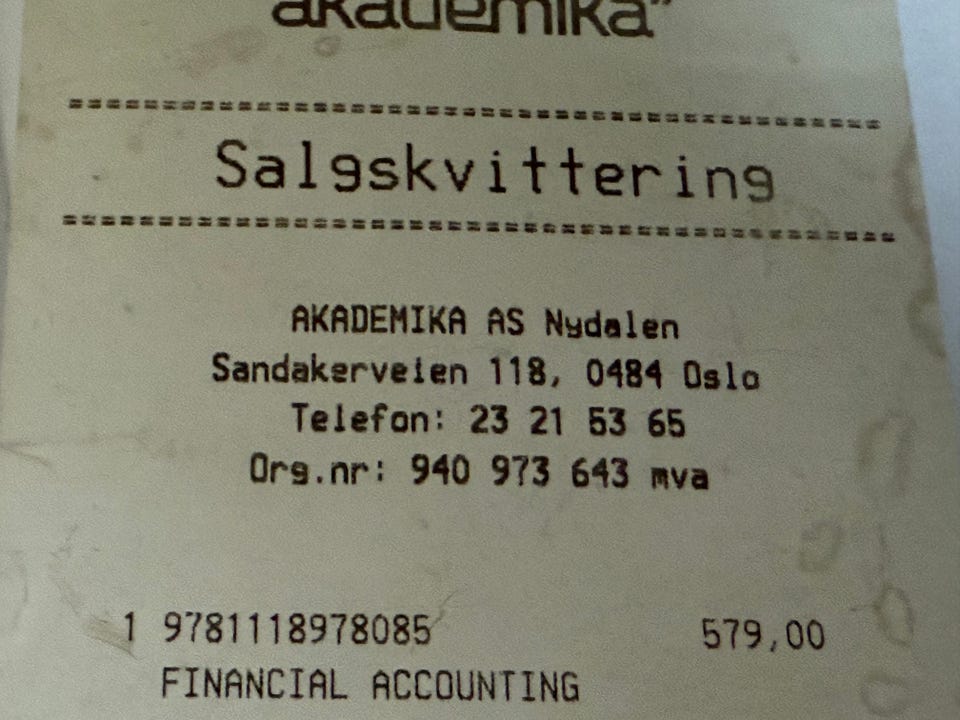 akademika
Salgskvittering
AKADEMIKA AS Nydalen
Sandakerveien 118, 0484 Oslo
Telefon: 23 21 53 65
Org.nr: 940 973 643 mva
1 9781118978085 579,00
FINANCIAL ACCOUNTING